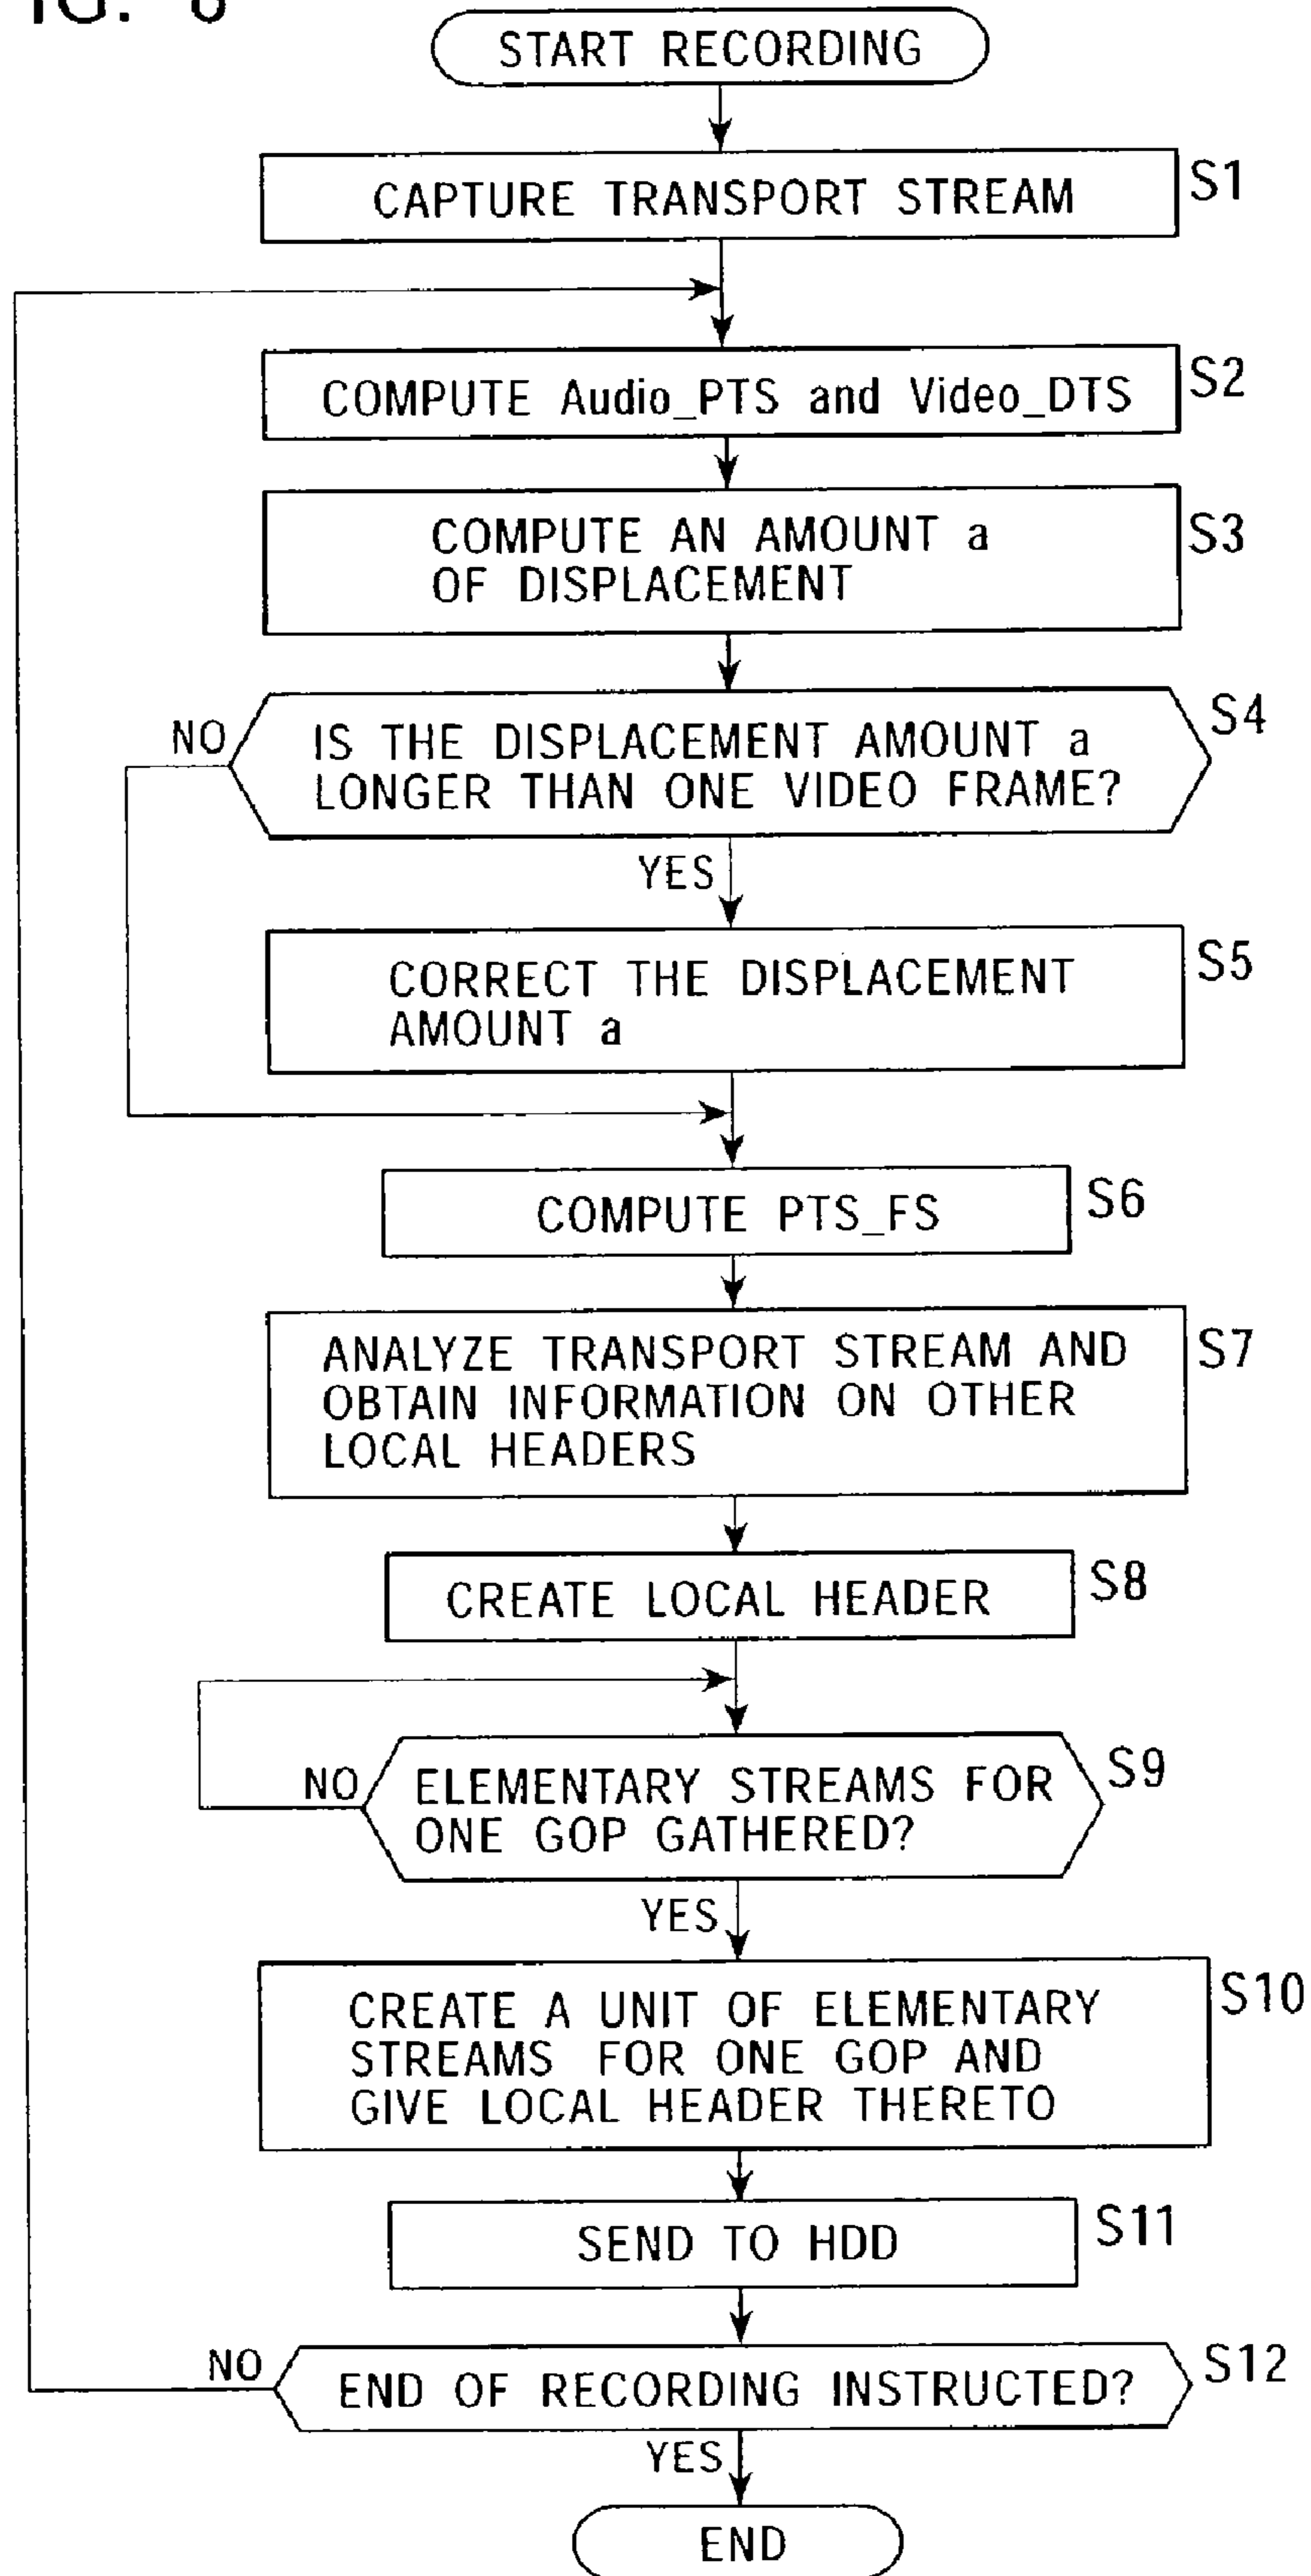 START RECORDING
CAPTURE TRANSPORT STREAM
S1
COMPUTE Audio_PTS and Video_DTS
S2
COMPUTE AN AMOUNT a
OF DISPLACEMENT
S3
NO
IS THE DISPLACEMENT AMOUNT a
LONGER THAN ONE VIDEO FRAME?
S4
YES
CORRECT THE DISPLACEMENT
AMOUNT a
S5
COMPUTE PTS_FS
S6
ANALYZE TRANSPORT STREAM AND
OBTAIN INFORMATION ON OTHER
LOCAL HEADERS
S7
CREATE LOCAL HEADER
S8
NO
ELEMENTARY STREAMS FOR
ONE GOP GATHERED?
S9
YES
CREATE A UNIT OF ELEMENTARY
STREAMS FOR ONE GOP AND
GIVE LOCAL HEADER THERETO
S10
SEND TO HDD
S11
NO
END OF RECORDING INSTRUCTED?
S12
YES
END